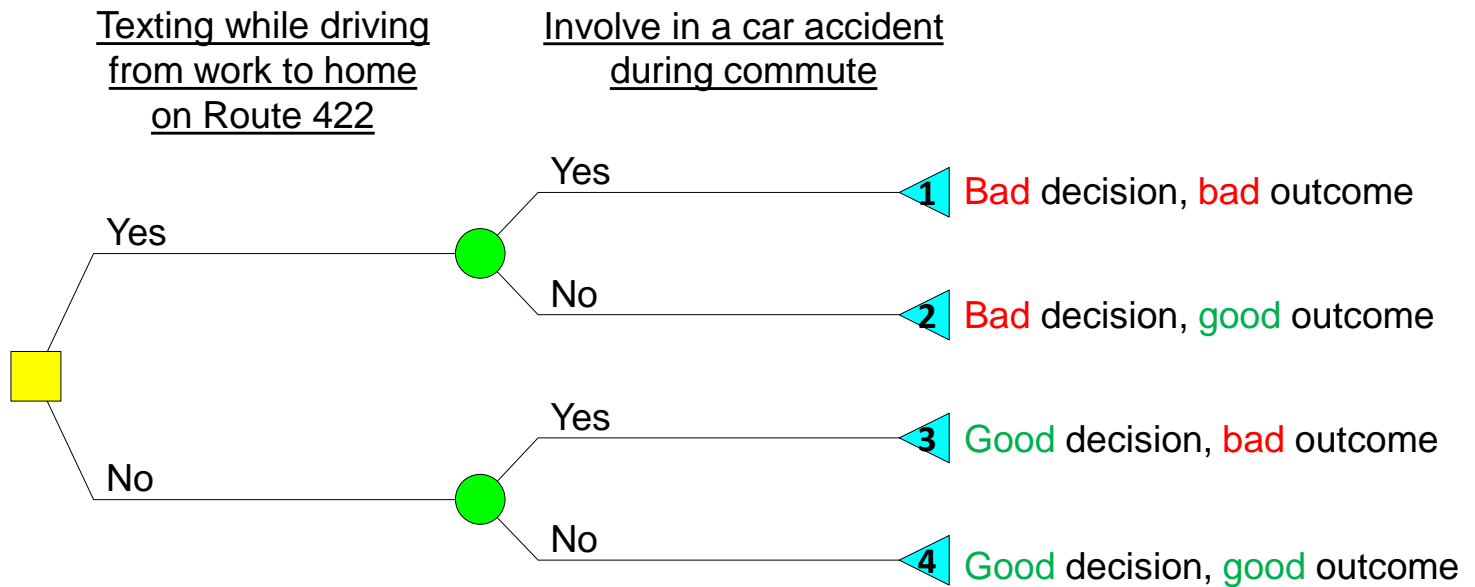 Texting while driving
from work to home
on Route 422
Involve in a car accident
during commute
Yes
1 Bad decision, bad outcome
Yes
No
2 Bad decision, good outcome
Yes
3 Good decision, bad outcome
No
No
4 Good decision, good outcome